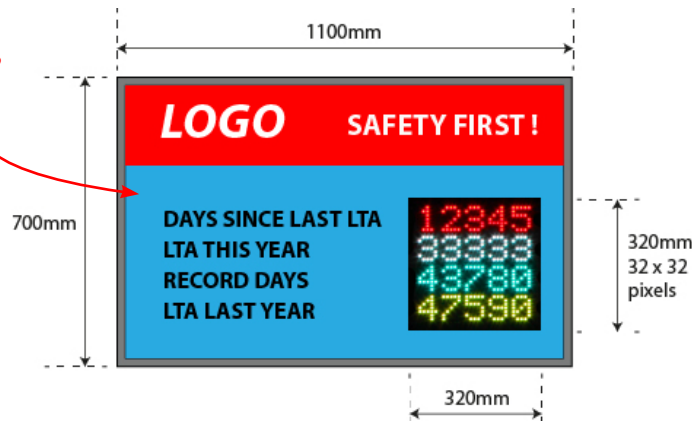 1100mm
LOGO SAFETY FIRST !
700mm
DAYS SINCE LAST LTA 12345
LTA THIS YEAR 33333
RECORD DAYS 43780
LTA LAST YEAR 47590
320mm
32 x 32
pixels
320mm